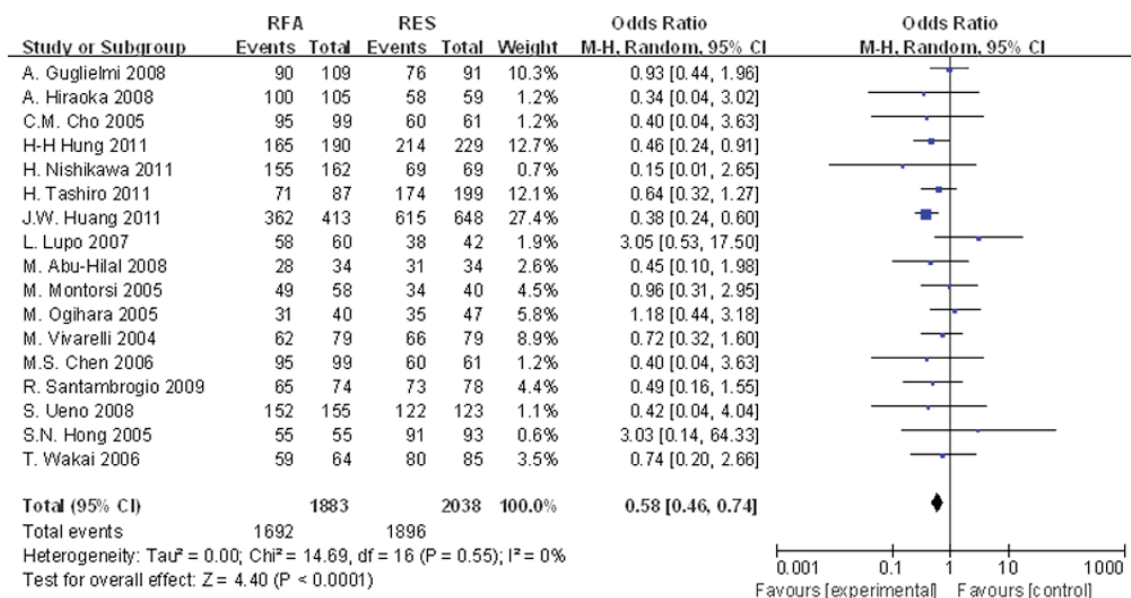 RFA RES Odds Ratio Odds Ratio
Study or Subgroup Events Total Events Total Weight M-H, Random, 95% CI M-H, Random, 95% CI
A. Guglielmi 2008 90 109 76 91 10.3% 0.93 [0.44, 1.96]
A. Hiraoka 2008 100 105 58 59 1.2% 0.34 [0.04, 3.02]
C.M. Cho 2005 95 99 60 61 1.2% 0.40 [0.04, 3.63]
H-H Hung 2011 165 190 214 229 12.7% 0.46 [0.24, 0.91]
H. Nishikawa 2011 155 162 69 69 0.7% 0.15 [0.01, 2.65]
H. Tashiro 2011 71 87 174 199 12.1% 0.64 [0.32, 1.27]
J.W. Huang 2011 362 413 615 648 27.4% 0.38 [0.24, 0.60]
L. Lupo 2007 58 60 38 42 1.9% 3.05 [0.53, 17.50]
M. Abu-Hilal 2008 28 34 31 34 2.6% 0.45 [0.10, 1.98]
M. Montorsi 2005 49 58 34 40 4.5% 0.96 [0.31, 2.95]
M. Ogihara 2005 31 40 35 47 5.8% 1.18 [0.44, 3.18]
M. Vivarelli 2004 62 79 66 79 8.9% 0.72 [0.32, 1.60]
M.S. Chen 2006 95 99 60 61 1.2% 0.40 [0.04, 3.63]
R. Santambrogio 2009 65 74 73 78 4.4% 0.49 [0.16, 1.55]
S. Ueno 2008 152 155 122 123 1.1% 0.42 [0.04, 4.04]
S.N. Hong 2005 55 55 91 93 0.6% 3.03 [0.14, 64.33]
T. Wakai 2006 59 64 80 85 3.5% 0.74 [0.20, 2.66]
Total (95% CI) 1883 2038 100.0% 0.58 [0.46, 0.74]
Total events 1692 1896
Heterogeneity: Tau² = 0.00; Chi² = 14.69, df = 16 (P = 0.55); I² = 0%
Test for overall effect: Z = 4.40 (P < 0.0001)
0.001 0.1 1 10 1000
Favours [experimental] Favours [control]